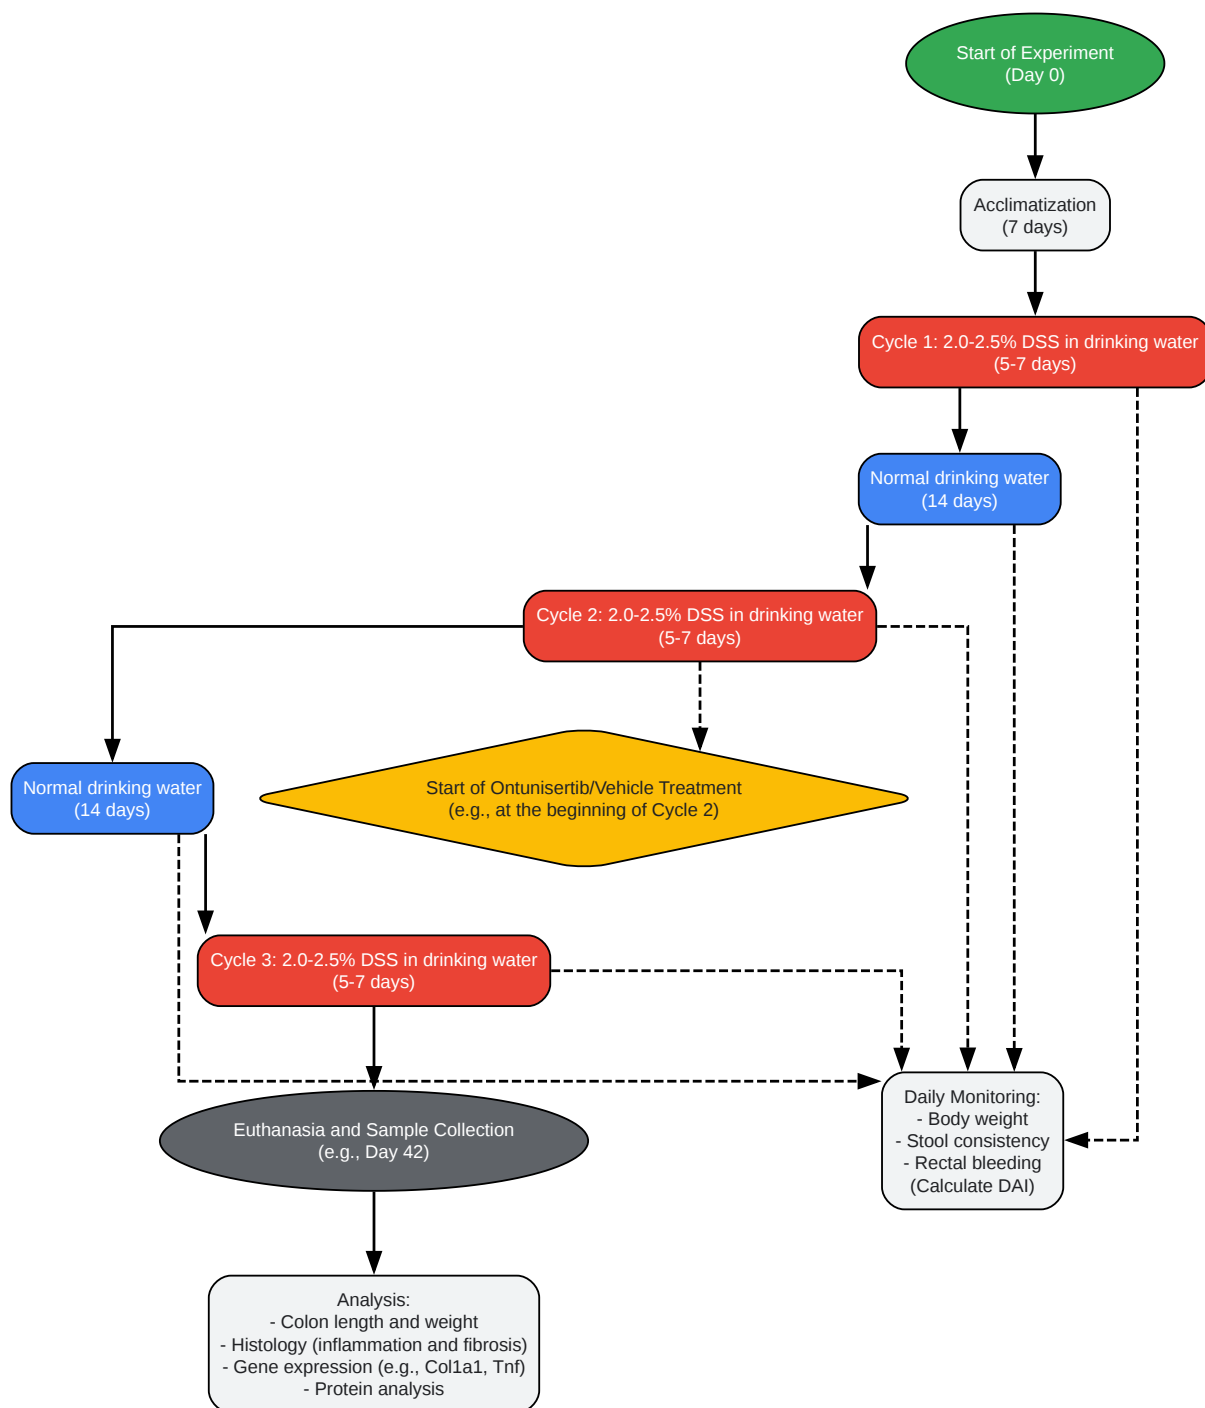 Start of Experiment
(Day 0)
Acclimatization
(7 days)
Cycle 1: 2.0-2.5% DSS in drinking water
(5-7 days)
Normal drinking water
(14 days)
Cycle 2: 2.0-2.5% DSS in drinking water
(5-7 days)
Normal drinking water
(14 days)
Start of Ontunisertib/Vehicle Treatment
(e.g., at the beginning of Cycle 2)
Cycle 3: 2.0-2.5% DSS in drinking water
(5-7 days)
Daily Monitoring:
- Body weight
- Stool consistency
- Rectal bleeding
(Calculate DAI)
Euthanasia and Sample Collection
(e.g., Day 42)
Analysis:
- Colon length and weight
- Histology (inflammation and fibrosis)
- Gene expression (e.g., Col1a1, Tnf)
- Protein analysis